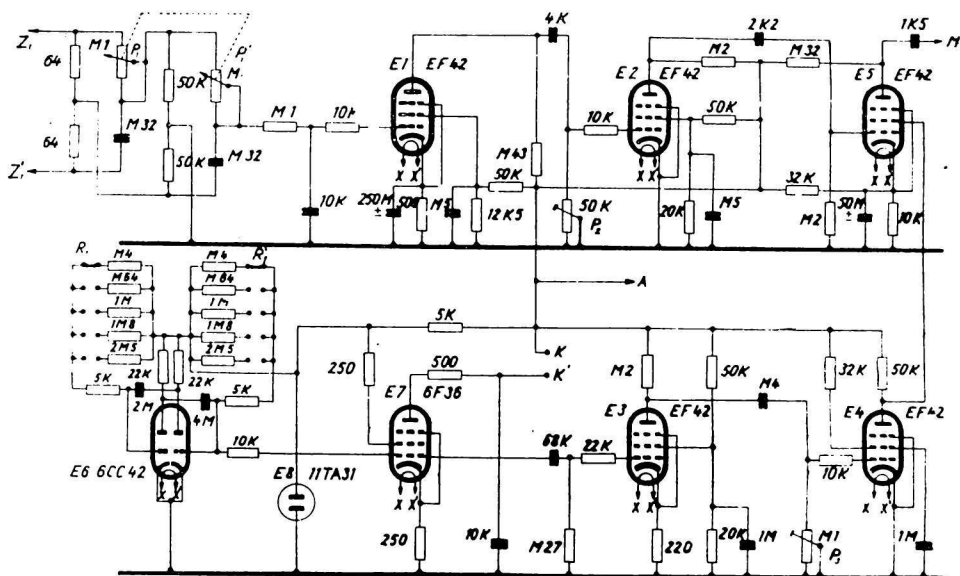 4K
2K2
1K5
Z₁ M1 P₁ P₁' E1 EF42 M2 M32 M
64 50K M E2 EF42 E5 EF42
M32 M1 10k 10K 50K
64 50K M32 M43
Z₁' 50K 32K
10K 250M ± 500 M5 12K5 50K P₂ 20K M5 M2 50M ± 10K
X X X X X X
R₁ M4 M4 R₁'
M64 M64 A
1M 1M
1M8 1M8 5K
2M5 2M5 K
5K 22K 22K 5K 250 500 K' M2 50K 32K 50K
2M 4M E7 6F36 E3 EF42 M4 E4 EF42
10K 68K 22K 10K
E6 6CC42 E8 11TA31
X X X X X X X X
250 10K M27 220 20K 1M M1 P₃ 1M